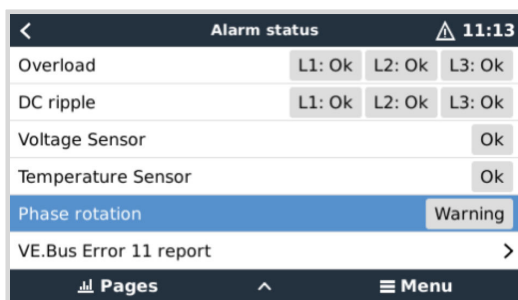 Alarm status 11:13
Overload L1: Ok L2: Ok L3: Ok
DC ripple L1: Ok L2: Ok L3: Ok
Voltage Sensor Ok
Temperature Sensor Ok
Phase rotation Warning
VE.Bus Error 11 report
Pages Menu